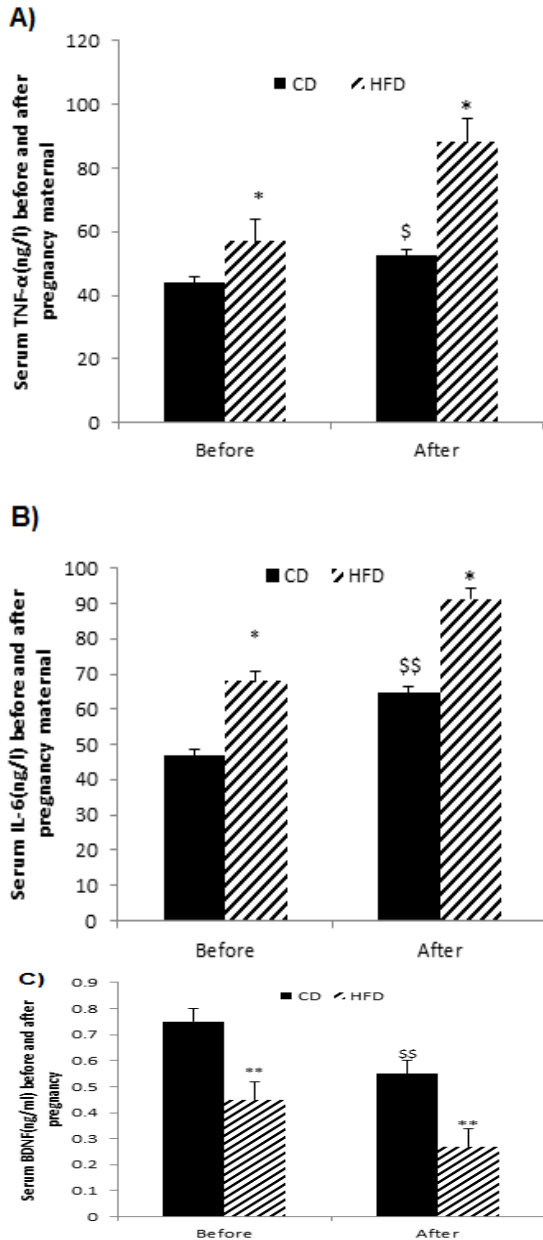 A)
Serum TNF-α(ng/l) before and after
pregnancy maternal
CD HFD
120
100
80
60
40
20
0
*
$
*
Before After
B)
Serum IL-6(ng/l) before and after
pregnancy maternal
CD HFD
100
90
80
70
60
50
40
30
20
10
0
*
$$
*
Before After
C)
Serum BDNF(ng/ml) before and after
pregnancy
CD HFD
0.9
0.8
0.7
0.6
0.5
0.4
0.3
0.2
0.1
0
**
$$
**
Before After